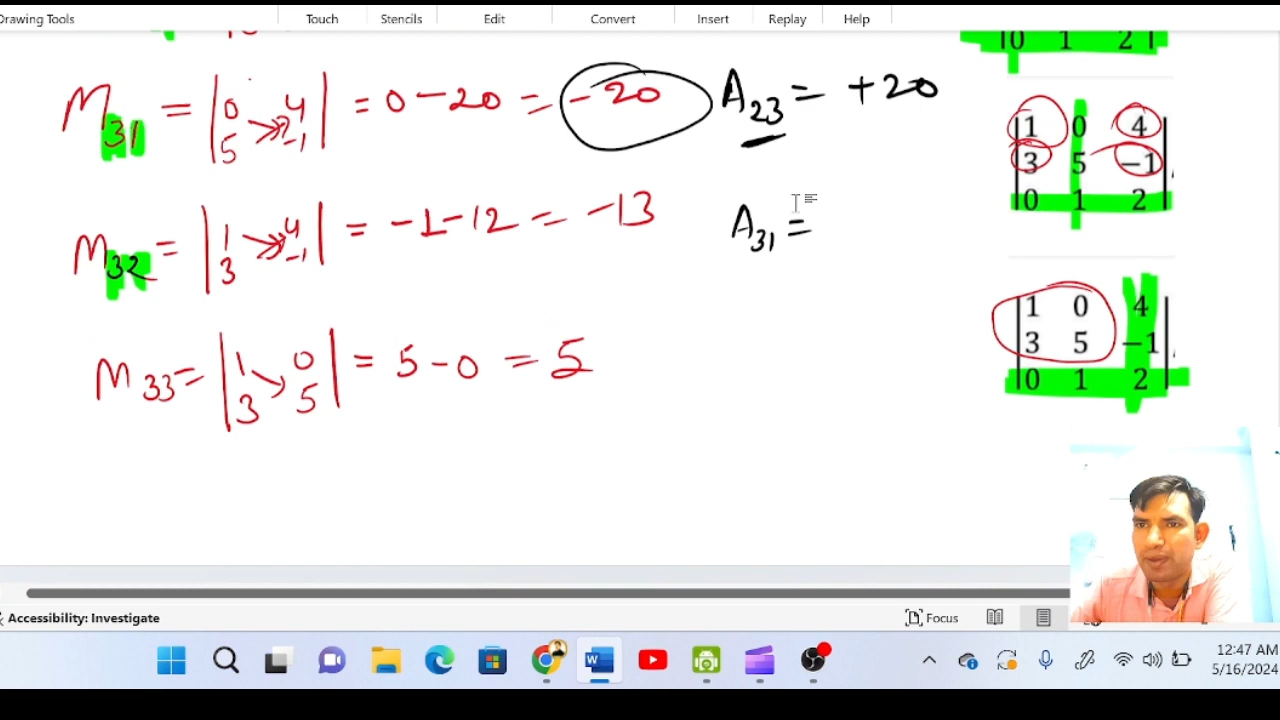 Drawing Tools Touch Stencils Edit Convert Insert Replay Help
|0 1 2|
M31 = |0 4 5 -1| = 0 - 20 = -20 A23 = +20
|1 0 4
3 5 -1
0 1 2|,
M32 = |1 4 3 -1| = -1 -12 = -13 A31 =
M33 = |1 0 3 5| = 5 - 0 = 5
|1 0 4
3 5 -1
0 1 2|,
Accessibility: Investigate Focus
12:47 AM
5/16/2024